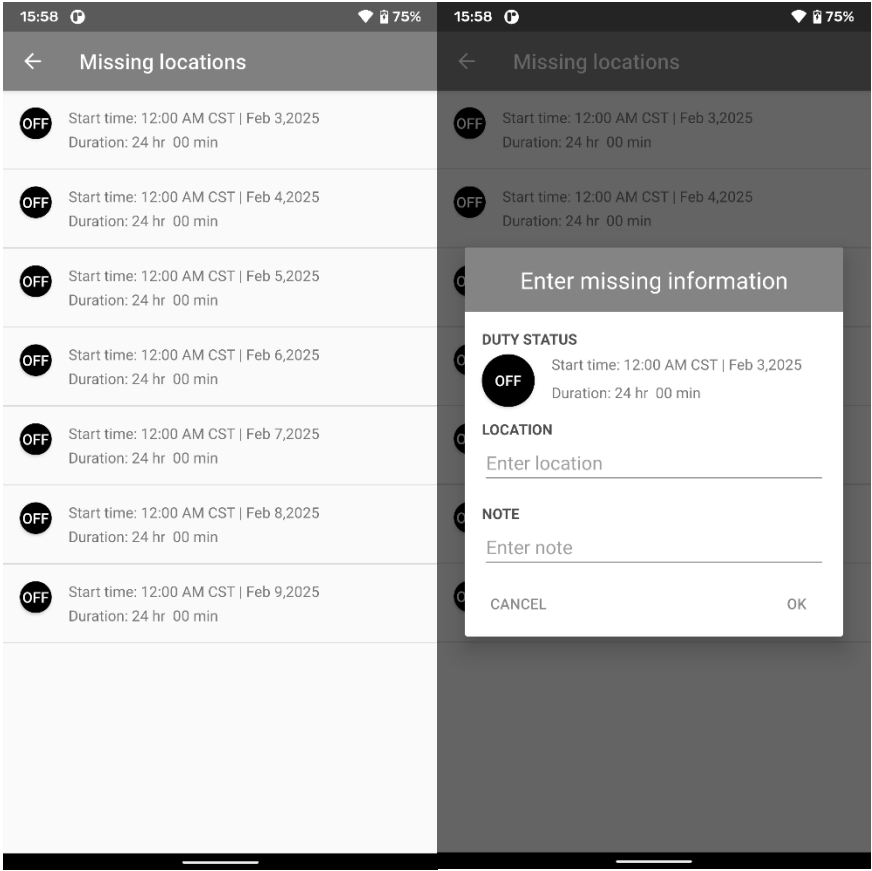 15:58
75%
Missing locations
OFF
Start time: 12:00 AM CST | Feb 3,2025
Duration: 24 hr 00 min
OFF
Start time: 12:00 AM CST | Feb 4,2025
Duration: 24 hr 00 min
OFF
Start time: 12:00 AM CST | Feb 5,2025
Duration: 24 hr 00 min
OFF
Start time: 12:00 AM CST | Feb 6,2025
Duration: 24 hr 00 min
OFF
Start time: 12:00 AM CST | Feb 7,2025
Duration: 24 hr 00 min
OFF
Start time: 12:00 AM CST | Feb 8,2025
Duration: 24 hr 00 min
OFF
Start time: 12:00 AM CST | Feb 9,2025
Duration: 24 hr 00 min
15:58
75%
Missing locations
OFF
Start time: 12:00 AM CST | Feb 3,2025
Duration: 24 hr 00 min
OFF
Start time: 12:00 AM CST | Feb 4,2025
Duration: 24 hr 00 min
Enter missing information
DUTY STATUS
OFF
Start time: 12:00 AM CST | Feb 3,2025
Duration: 24 hr 00 min
LOCATION
Enter location
NOTE
Enter note
CANCEL
OK